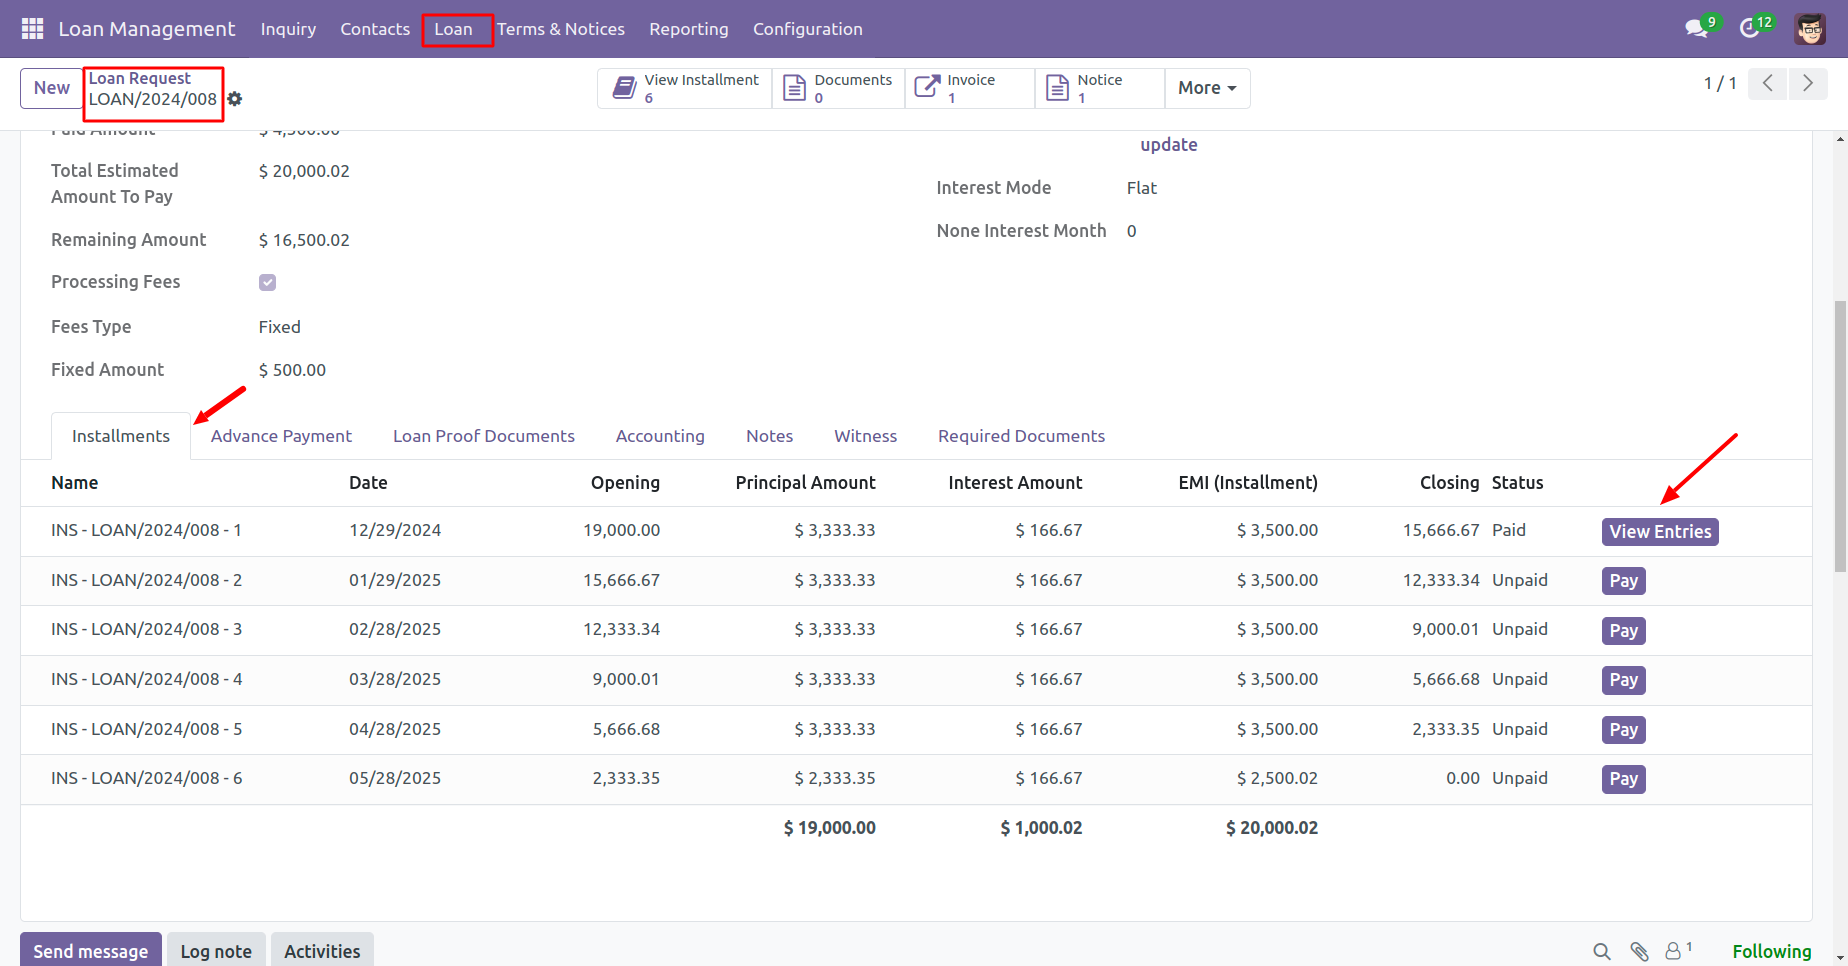 Loan Management Inquiry Contacts Loan Terms & Notices Reporting Configuration 9 12
New
Loan Request
LOAN/2024/008
View Installment
6
Documents
0
Invoice
1
Notice
1
More
1 / 1
Paid Amount $ 4,500.00
update
Total Estimated
Amount To Pay
$ 20,000.02
Interest Mode Flat
Remaining Amount $ 16,500.02
None Interest Month 0
Processing Fees
Fees Type Fixed
Fixed Amount $ 500.00
Installments Advance Payment Loan Proof Documents Accounting Notes Witness Required Documents
Name Date Opening Principal Amount Interest Amount EMI (Installment) Closing Status
INS - LOAN/2024/008 - 1 12/29/2024 19,000.00 $ 3,333.33 $ 166.67 $ 3,500.00 15,666.67 Paid View Entries
INS - LOAN/2024/008 - 2 01/29/2025 15,666.67 $ 3,333.33 $ 166.67 $ 3,500.00 12,333.34 Unpaid Pay
INS - LOAN/2024/008 - 3 02/28/2025 12,333.34 $ 3,333.33 $ 166.67 $ 3,500.00 9,000.01 Unpaid Pay
INS - LOAN/2024/008 - 4 03/28/2025 9,000.01 $ 3,333.33 $ 166.67 $ 3,500.00 5,666.68 Unpaid Pay
INS - LOAN/2024/008 - 5 04/28/2025 5,666.68 $ 3,333.33 $ 166.67 $ 3,500.00 2,333.35 Unpaid Pay
INS - LOAN/2024/008 - 6 05/28/2025 2,333.35 $ 2,333.35 $ 166.67 $ 2,500.02 0.00 Unpaid Pay
$ 19,000.00 $ 1,000.02 $ 20,000.02
Send message Log note Activities 1 Following